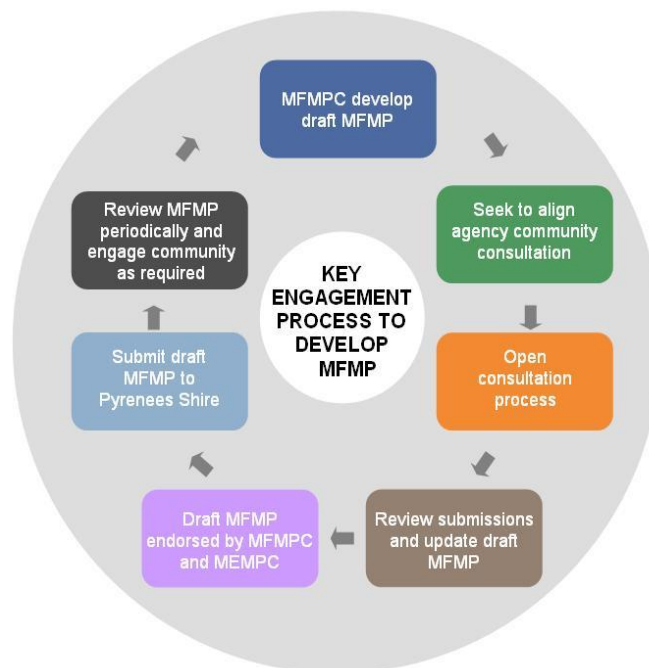 MFMPC develop
draft MFMP
Seek to align
agency community
consultation
Open
consultation
process
Review submissions
and update draft
MFMP
Draft MFMP
endorsed by MFMPC
and MEMPC
Submit draft
MFMP to
Pyrenees Shire
Review MFMP
periodically and
engage community
as required
KEY
ENGAGEMENT
PROCESS TO
DEVELOP
MFMP